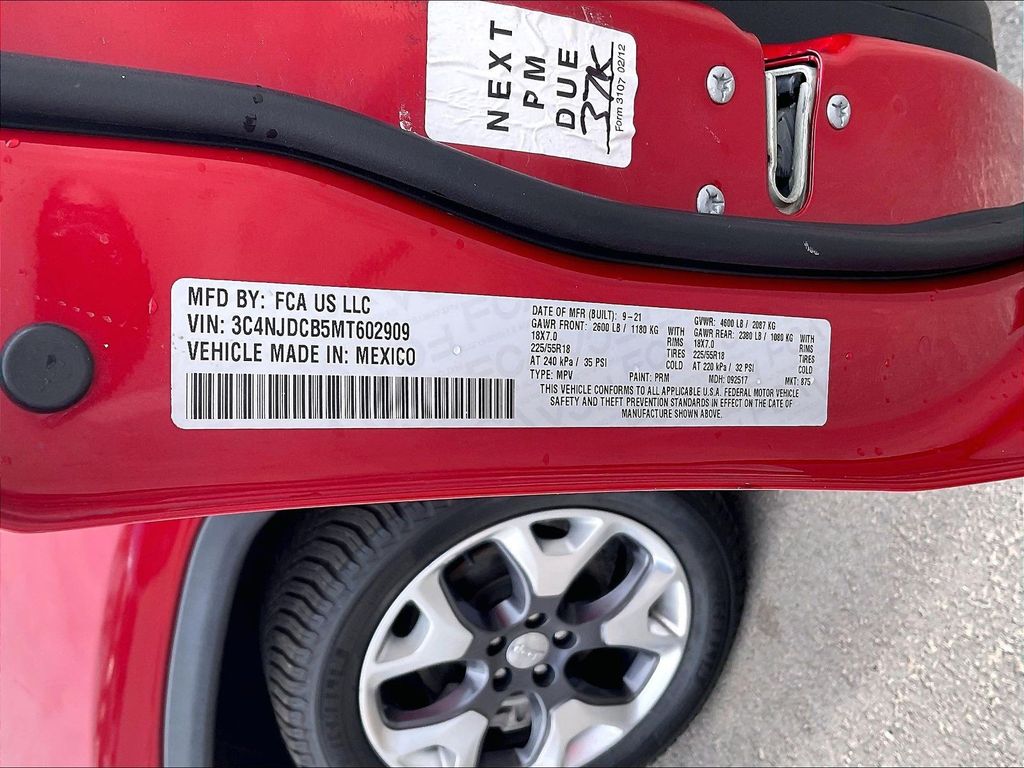 NEXT
PM
DUE
37K
Form 3107 02/12
MFD BY: FCA US LLC
VIN: 3C4NJDCB5MT602909
VEHICLE MADE IN: MEXICO
DATE OF MFR (BUILT): 9-21 GVWR: 4600 LB / 2087 KG
GAWR FRONT: 2600 LB / 1180 KG WITH GAWR REAR: 2380 LB / 1080 KG WITH
18X7.0 RIMS 18X7.0 RIMS
225/55R18 TIRES 225/55R18 TIRES
AT 240 kPa / 35 PSI COLD AT 220 kPa / 32 PSI COLD
TYPE: MPV PAINT: PRM MDH: 092517 MKT: 875
THIS VEHICLE CONFORMS TO ALL APPLICABLE U.S.A. FEDERAL MOTOR VEHICLE
SAFETY AND THEFT PREVENTION STANDARDS IN EFFECT ON THE DATE OF
MANUFACTURE SHOWN ABOVE.
Jeep